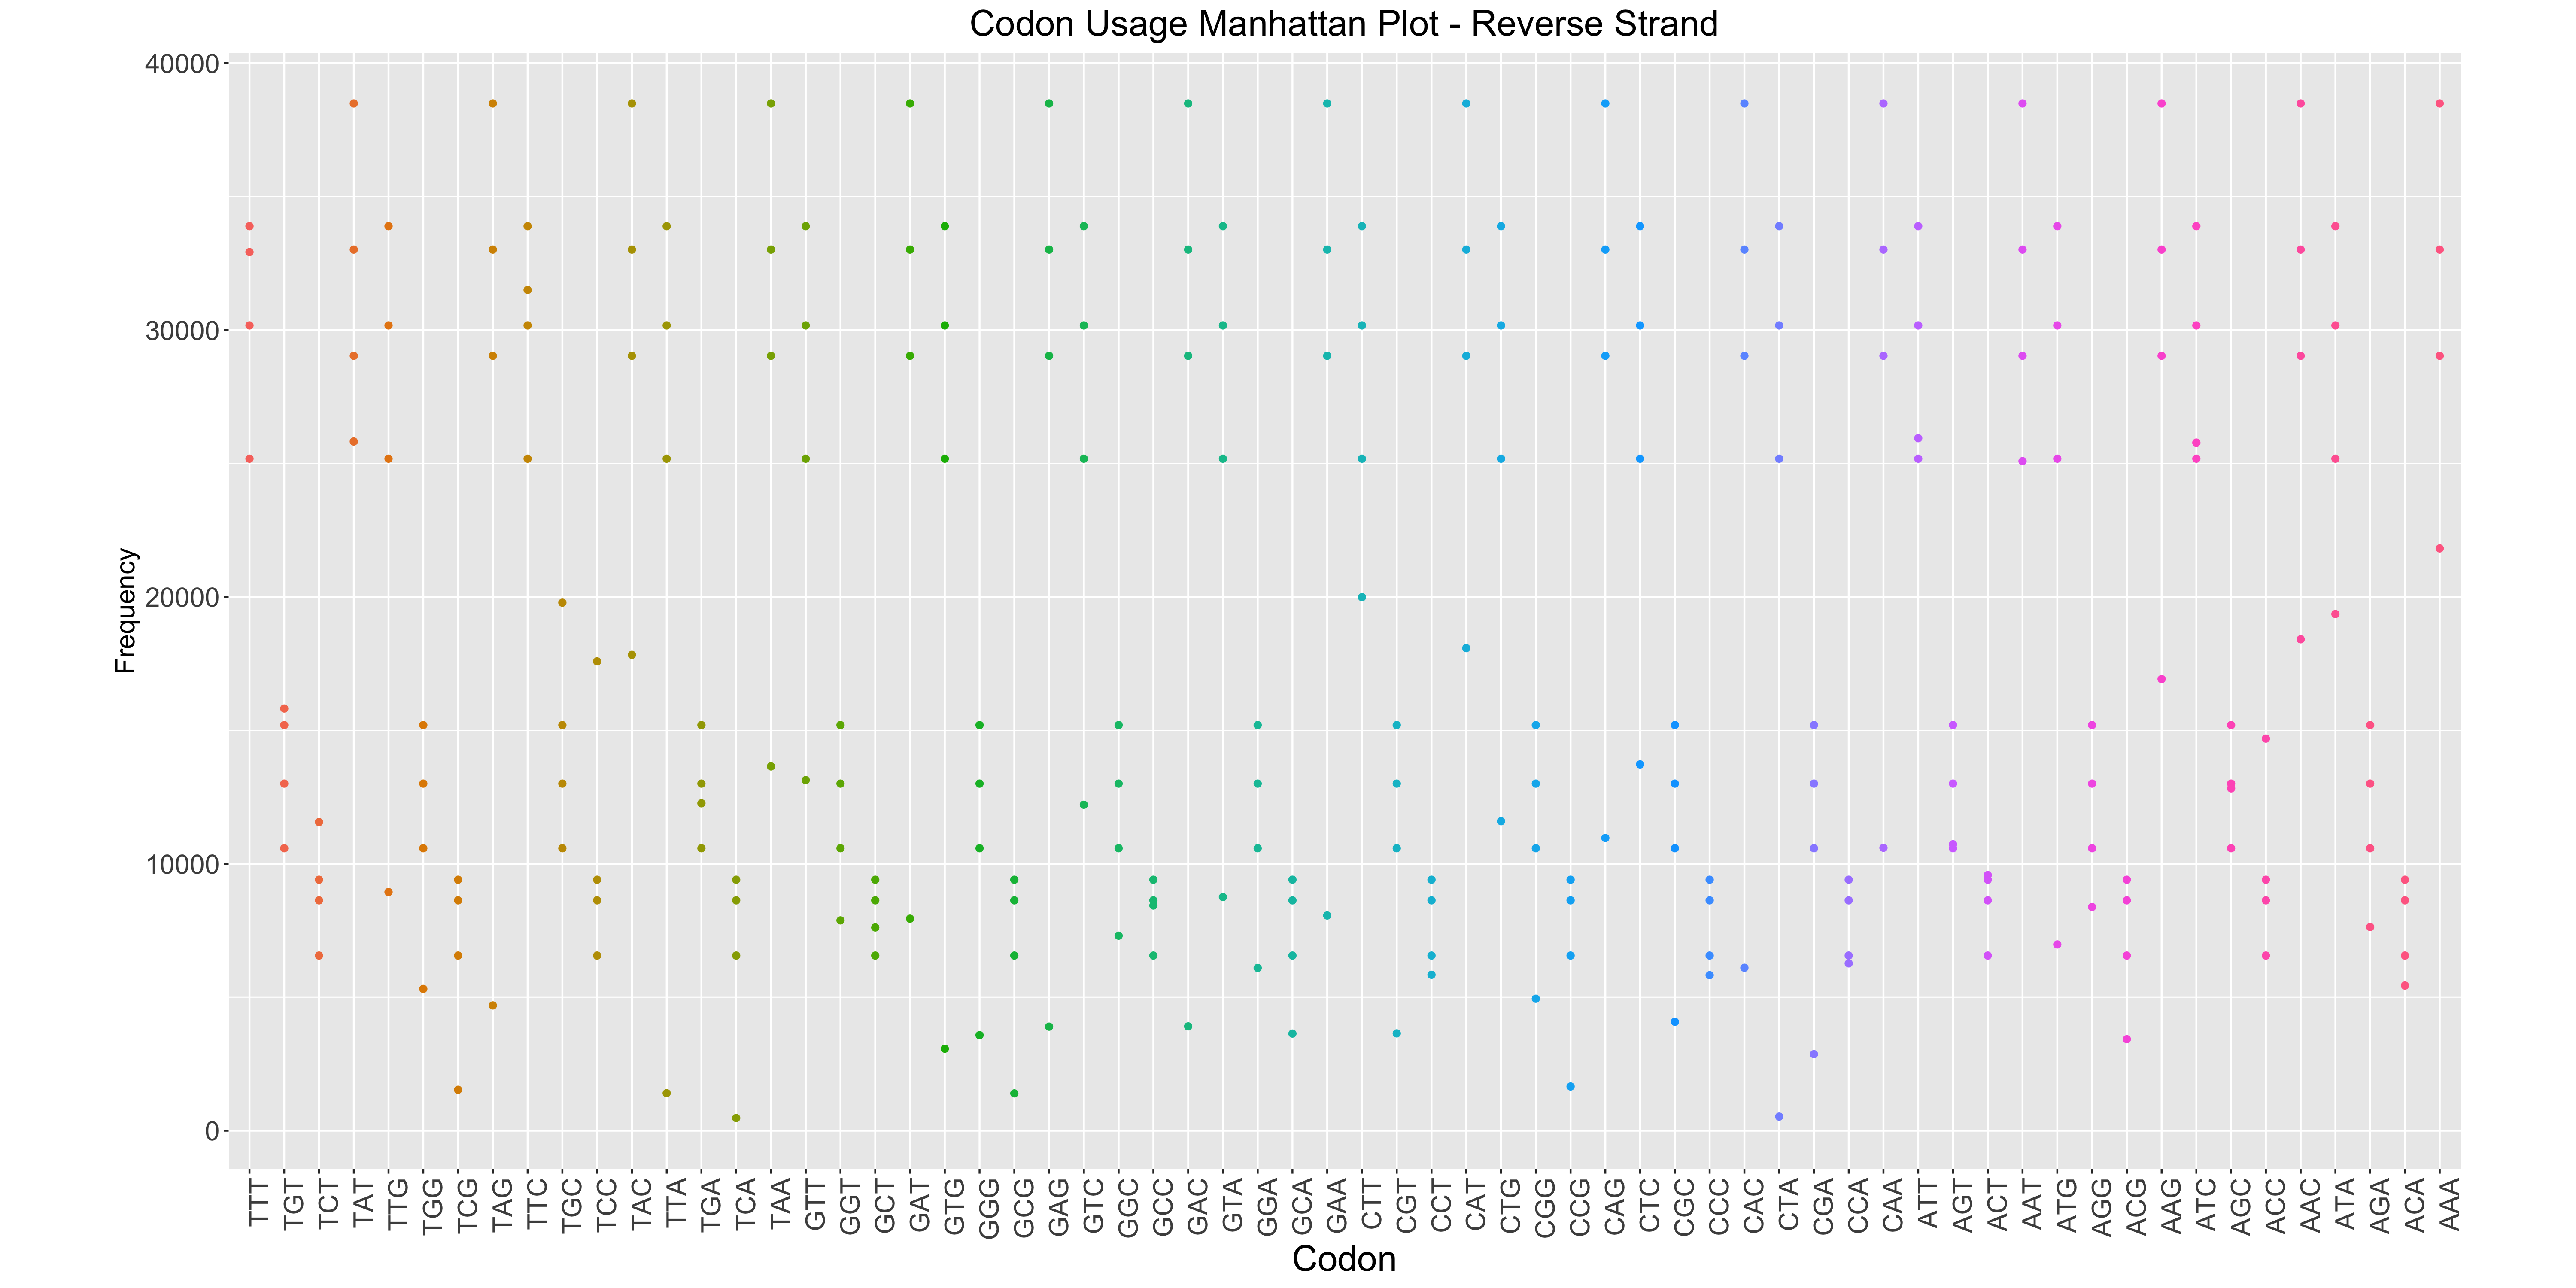 Codon Usage Manhattan Plot - Reverse Strand
40000
30000
20000
10000
0
Frequency
TTT TGT TCT TAT TTG TGG TCG TAG TTC TGC TCC TAC TTA TGA TCA TAA GTT GGT GCT GAT GTG GGG GCG GAG GTC GGC GCC GAC GTA GGA GCA GAA CTT CGT CCT CAT CTG CGG CCG CAG CTC CGC CCC CAC CTA CGA CCA CAA ATT AGT ACT AAT ATG AGG ACG AAG ATC AGC ACC AAC ATA AGA ACA AAA
Codon